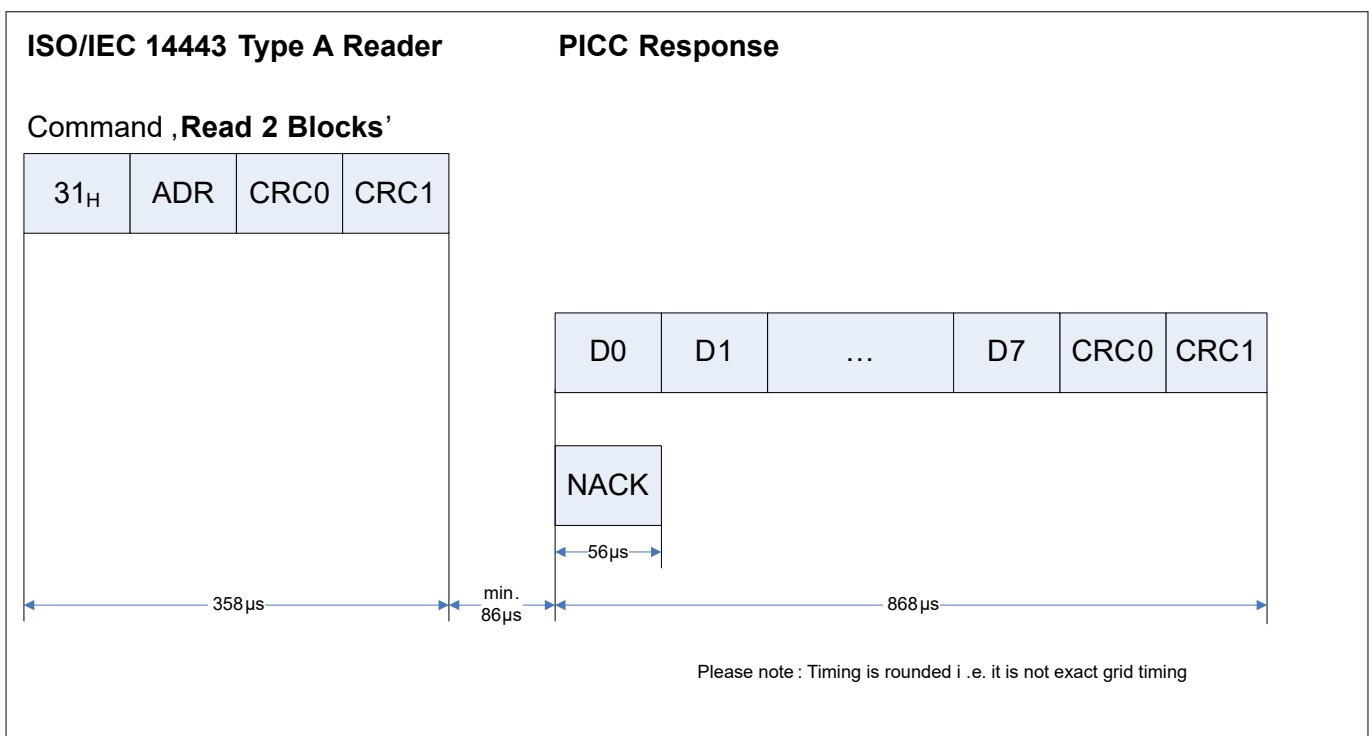 ISO/IEC 14443 Type A Reader
PICC Response
Command ‚Read 2 Blocks’
31H
ADR
CRC0
CRC1
D0
D1
…
D7
CRC0
CRC1
NACK
56µs
358µs
min.
86µs
868µs
Please note : Timing is rounded i .e. it is not exact grid timing